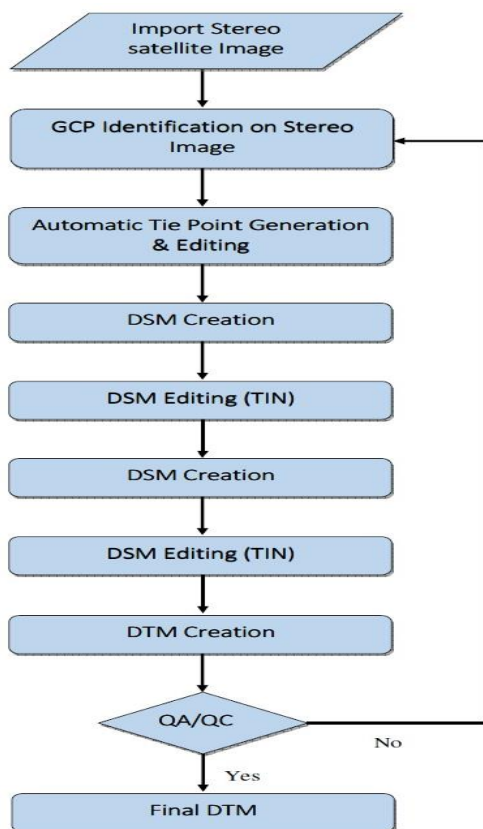 Import Stereo
satellite Image
GCP Identification on Stereo
Image
Automatic Tie Point Generation
& Editing
DSM Creation
DSM Editing (TIN)
DSM Creation
DSM Editing (TIN)
DTM Creation
QA/QC
No
Yes
Final DTM